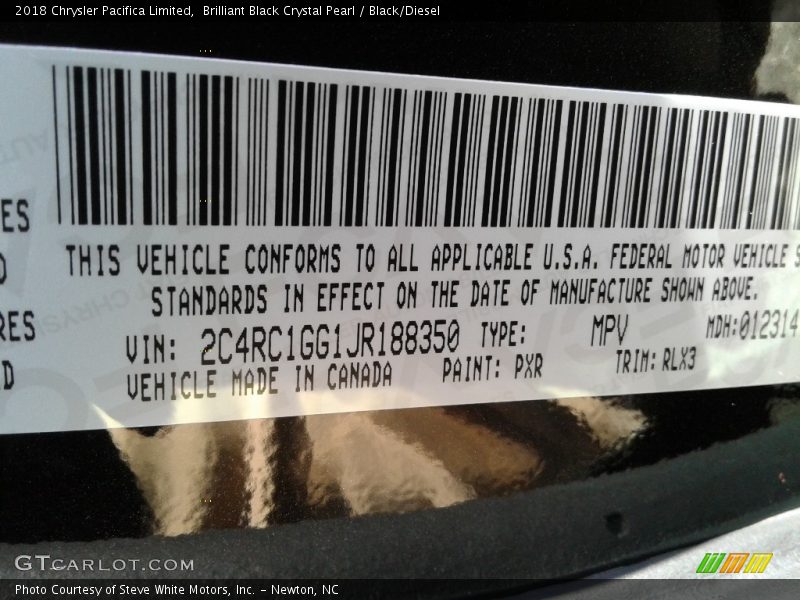 2018 Chrysler Pacifica Limited,  Brilliant Black Crystal Pearl / Black/Diesel
ES
THIS VEHICLE CONFORMS TO ALL APPLICABLE U.S.A. FEDERAL MOTOR VEHICLE S
D
STANDARDS IN EFFECT ON THE DATE OF MANUFACTURE SHOWN ABOVE.
RES
VIN: 2C4RC1GG1JR188350 TYPE: MPV MDH:012314
D
VEHICLE MADE IN CANADA PAINT: PXR TRIM: RLX3
GTCARLOT.COM
Photo Courtesy of Steve White Motors, Inc. – Newton, NC